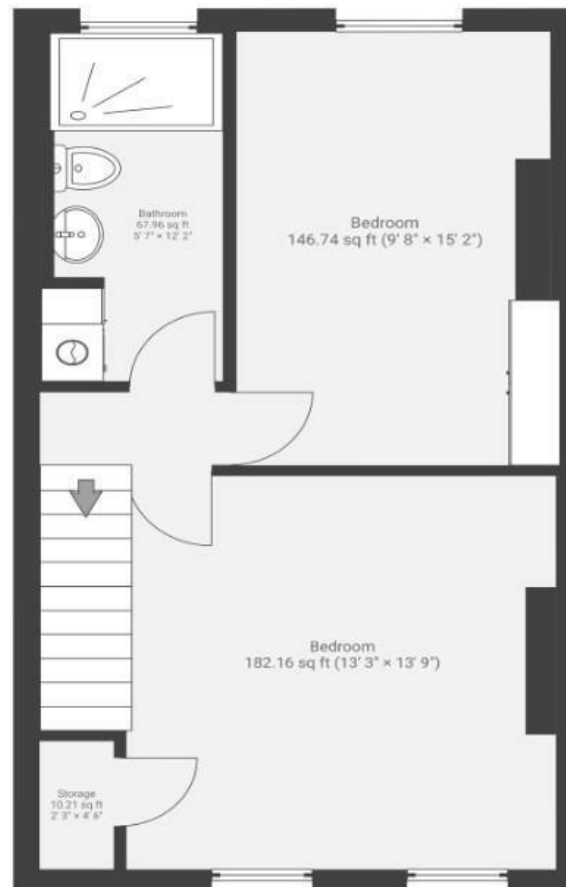 Bathroom
67.96 sq ft
5' 7" × 12' 2"
Bedroom
146.74 sq ft (9' 8" × 15' 2")
Bedroom
182.16 sq ft (13' 3" × 13' 9")
Storage
10.21 sq ft
2' 3" × 4' 6"